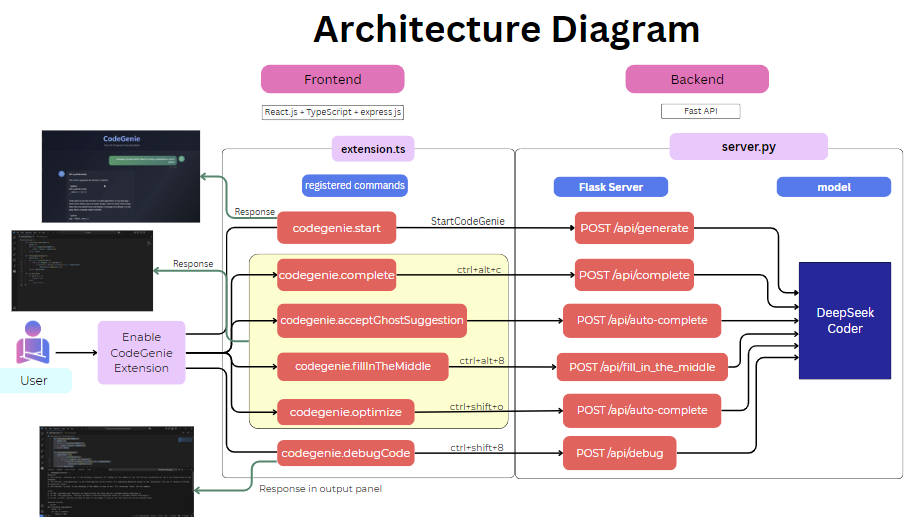 Architecture Diagram
Frontend
Backend
React.js + TypeScript + express js
Fast API
extension.ts
server.py
registered commands
Flask Server
model
CodeGenie
Response
codegenie.start
StartCodeGenie
POST /api/generate
Response
codegenie.complete
ctrl+alt+c
POST /api/complete
codegenie.acceptGhostSuggestion
POST /api/auto-complete
DeepSeek
Coder
Enable
CodeGenie
Extension
User
codegenie.fillInTheMiddle
ctrl+alt+8
POST /api/fill_in_the_middle
codegenie.optimize
ctrl+shift+o
POST /api/auto-complete
codegenie.debugCode
ctrl+shift+8
POST /api/debug
Response in output panel